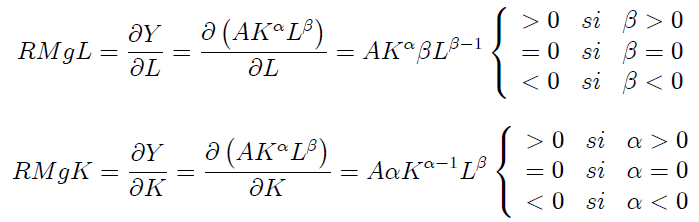 RMgL = ∂Y/∂L = ∂(AK^α L^β)/∂L = AK^α βL^{β−1} { > 0 si β > 0
= 0 si β = 0
< 0 si β < 0
RMgK = ∂Y/∂K = ∂(AK^α L^β)/∂K = AαK^{α−1} L^β { > 0 si α > 0
= 0 si α = 0
< 0 si α < 0